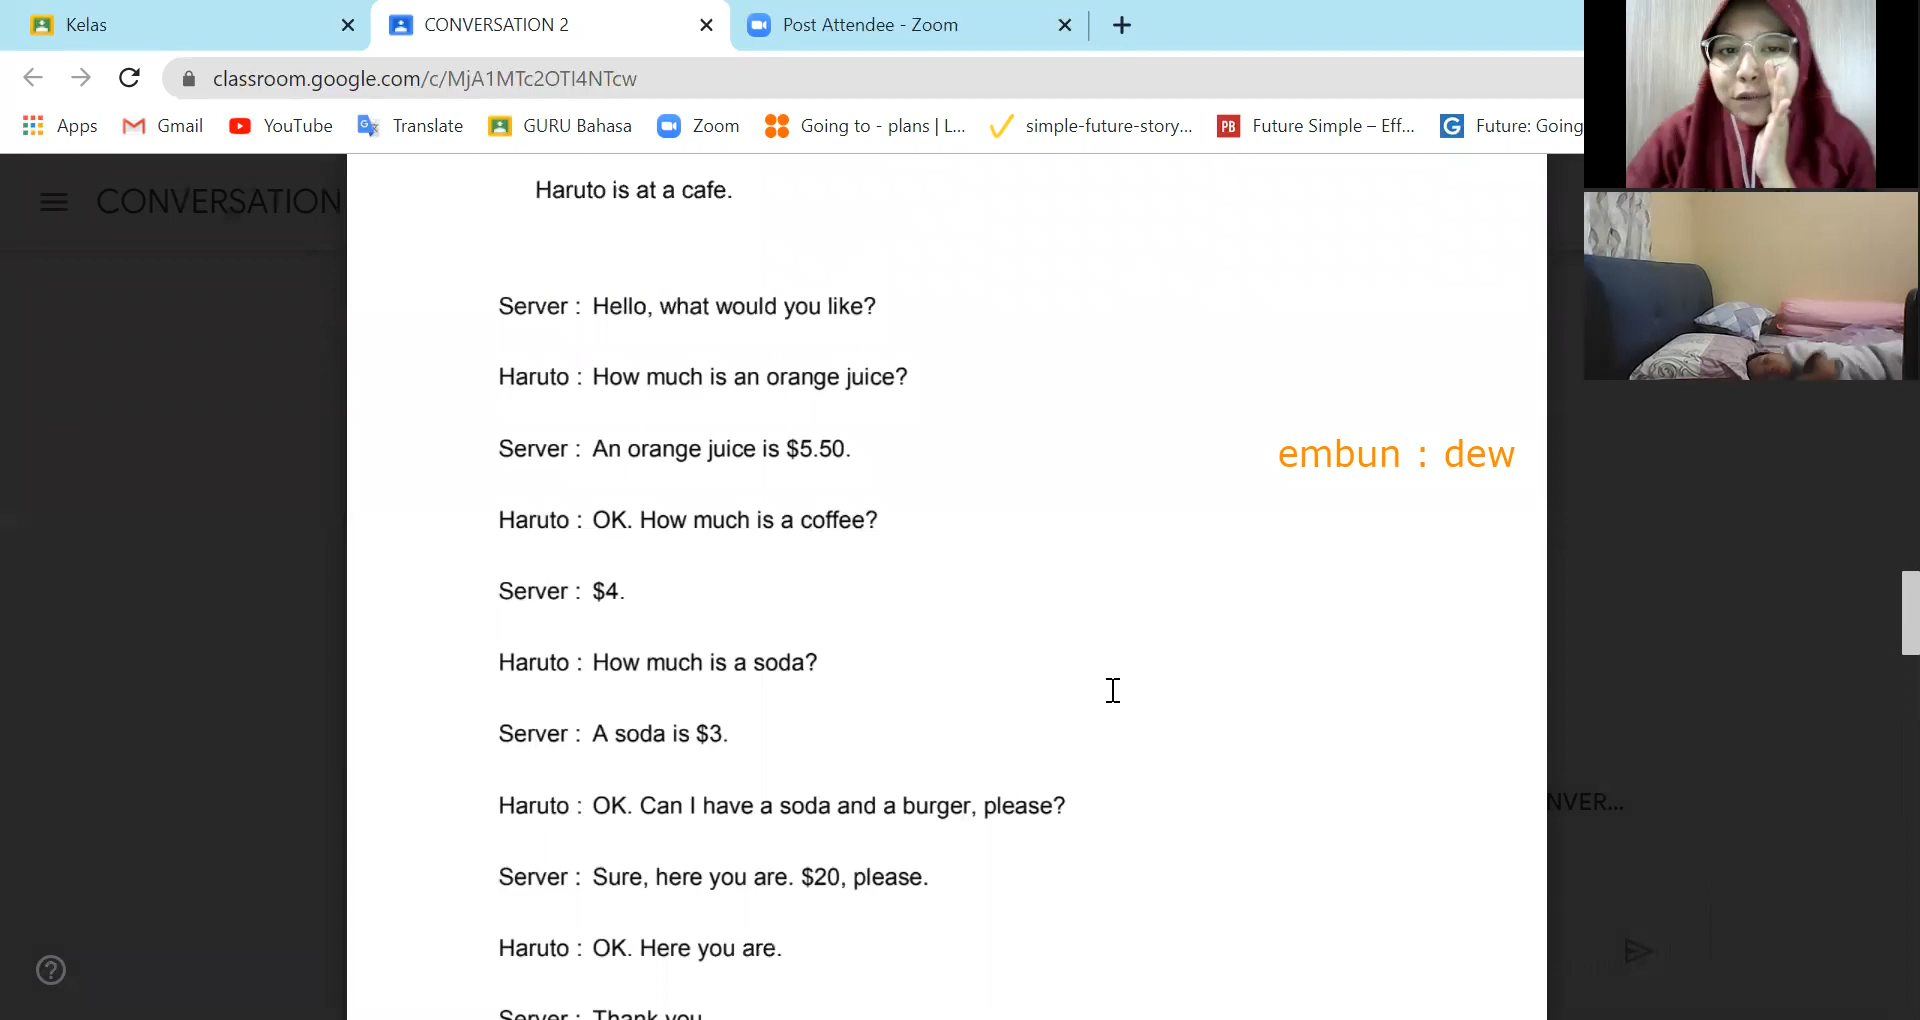 Kelas
CONVERSATION 2
Post Attendee - Zoom
classroom.google.com/c/MjA1MTc2OTI4NTcw
Apps
Gmail
YouTube
Translate
GURU Bahasa
Zoom
Going to - plans | L...
simple-future-story...
Future Simple – Eff...
Future: Going
CONVERSATION
Haruto is at a cafe.
Server : Hello, what would you like?
Haruto : How much is an orange juice?
Server : An orange juice is $5.50.
embun : dew
Haruto : OK. How much is a coffee?
Server : $4.
Haruto : How much is a soda?
Server : A soda is $3.
Haruto : OK. Can I have a soda and a burger, please?
NVER...
Server : Sure, here you are. $20, please.
Haruto : OK. Here you are.
Server : Thank you